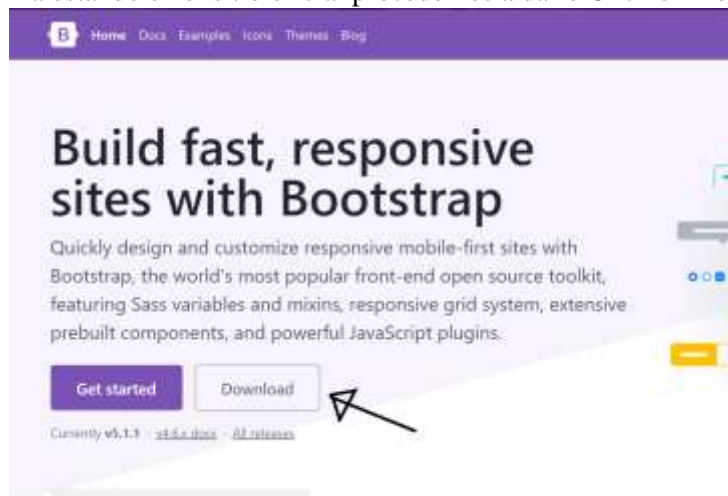 B Home Docs Examples Icons Themes Blog
Build fast, responsive
sites with Bootstrap
Quickly design and customize responsive mobile-first sites with
Bootstrap, the world's most popular front-end open source toolkit,
featuring Sass variables and mixins, responsive grid system, extensive
prebuilt components, and powerful JavaScript plugins.
Get started Download
Currently v5.1.1 · v4.6.x docs · All releases